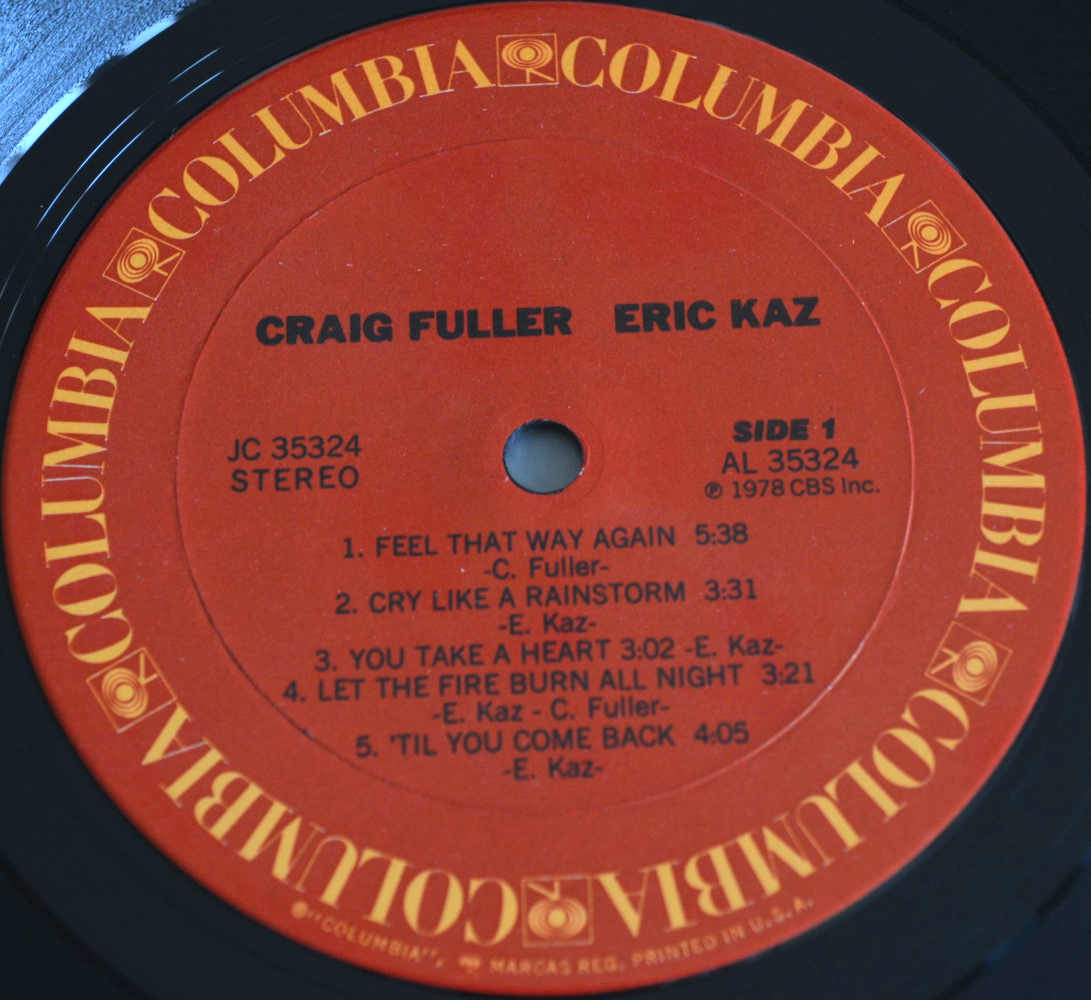 COLUMBIA COLUMBIA COLUMBIA COLUMBIA COLUMBIA COLUMBIA
CRAIG FULLER ERIC KAZ
JC 35324
STEREO
SIDE 1
AL 35324
℗ 1978 CBS Inc.
1. FEEL THAT WAY AGAIN 5:38
-C. Fuller-
2. CRY LIKE A RAINSTORM 3:31
-E. Kaz-
3. YOU TAKE A HEART 3:02 -E. Kaz-
4. LET THE FIRE BURN ALL NIGHT 3:21
-E. Kaz - C. Fuller-
5. 'TIL YOU COME BACK 4:05
-E. Kaz-
"COLUMBIA", MARCAS REG. PRINTED IN U.S.A.